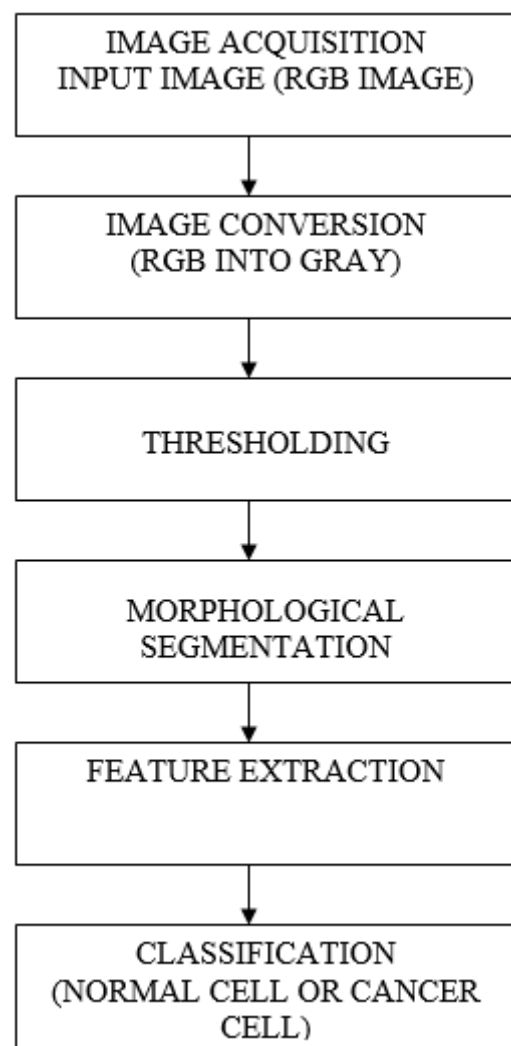 IMAGE ACQUISITION
INPUT IMAGE (RGB IMAGE)
IMAGE CONVERSION
(RGB INTO GRAY)
THRESHOLDING
MORPHOLOGICAL
SEGMENTATION
FEATURE EXTRACTION
CLASSIFICATION
(NORMAL CELL OR CANCER
CELL)